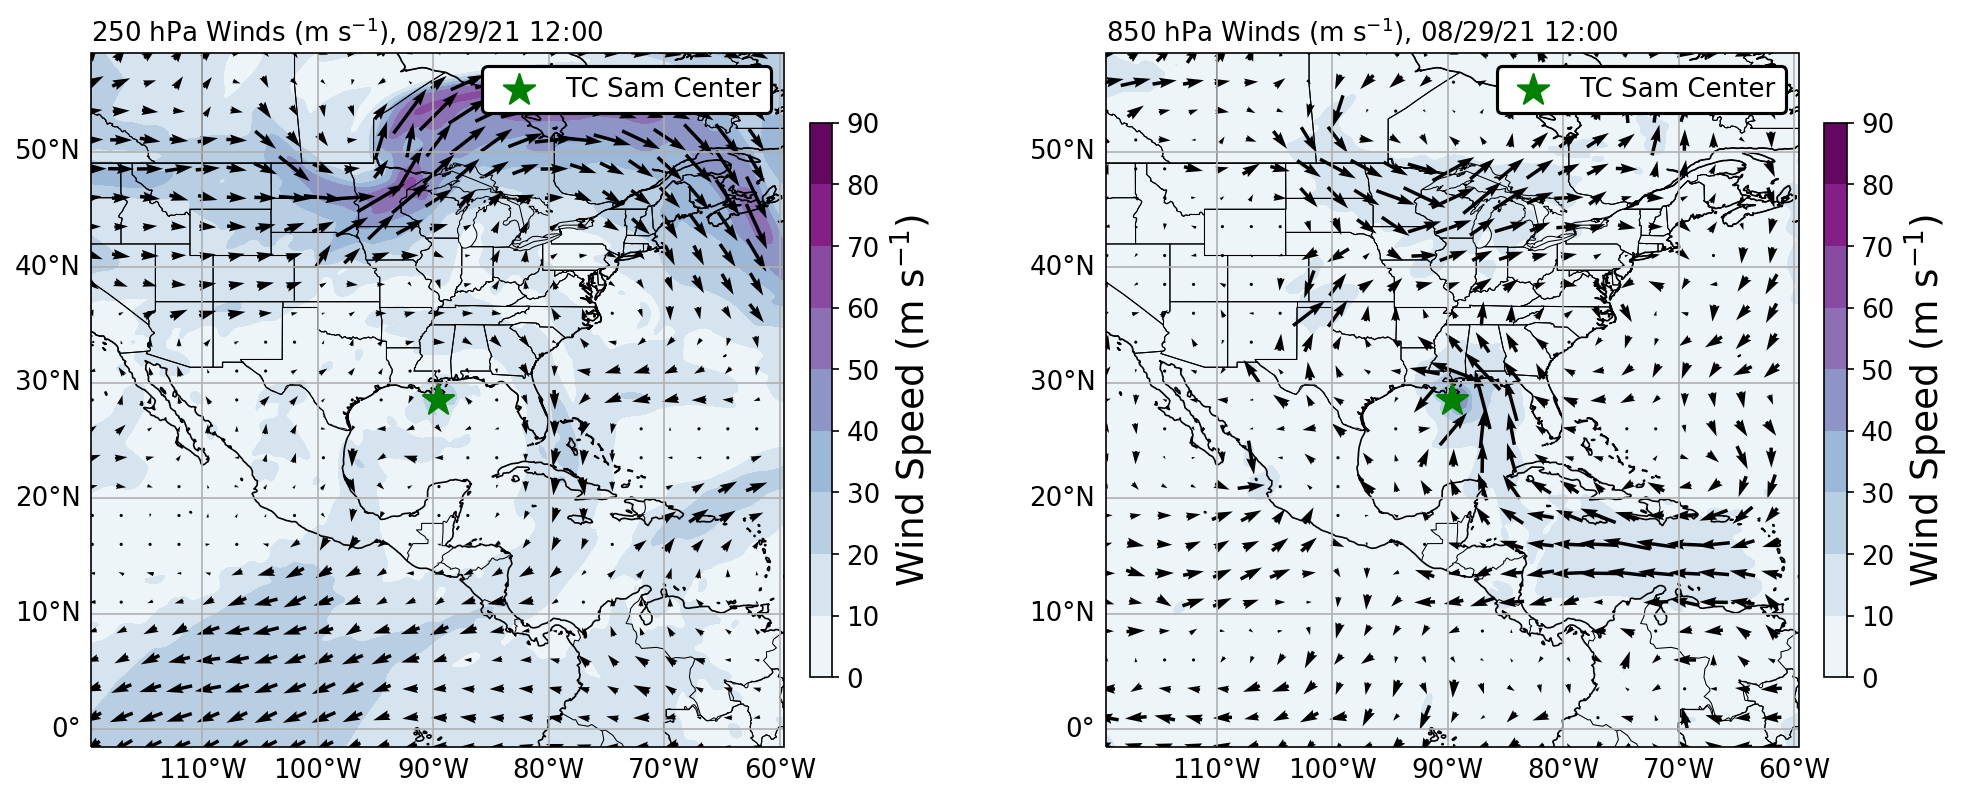 250 hPa Winds (m s⁻¹), 08/29/21 12:00
TC Sam Center
50°N
40°N
30°N
20°N
10°N
0°
110°W 100°W 90°W 80°W 70°W 60°W
90
80
70
60
50
40
30
20
10
0
Wind Speed (m s⁻¹)
850 hPa Winds (m s⁻¹), 08/29/21 12:00
TC Sam Center
50°N
40°N
30°N
20°N
10°N
0°
110°W 100°W 90°W 80°W 70°W 60°W
90
80
70
60
50
40
30
20
10
0
Wind Speed (m s⁻¹)